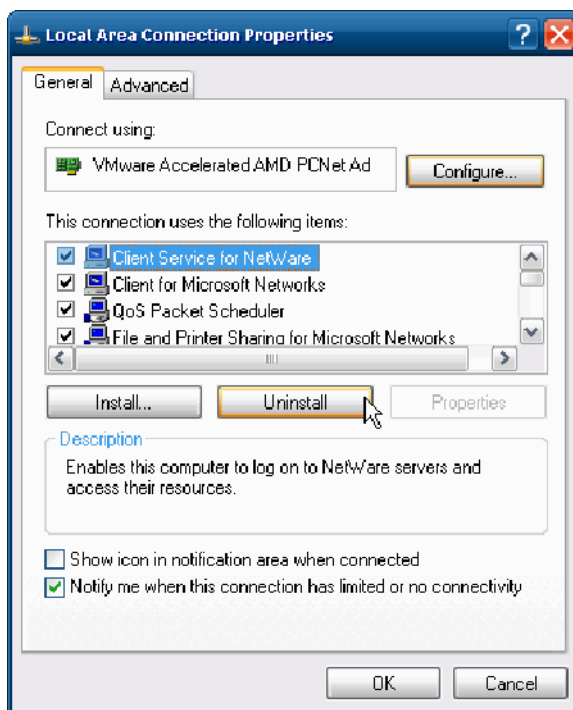 Local Area Connection Properties
General Advanced
Connect using:
VMware Accelerated AMD PCNet Ad
Configure...
This connection uses the following items:
Client Service for NetWare
Client for Microsoft Networks
QoS Packet Scheduler
File and Printer Sharing for Microsoft Networks
Install... Uninstall Properties
Description
Enables this computer to log on to NetWare servers and
access their resources.
Show icon in notification area when connected
Notify me when this connection has limited or no connectivity
OK Cancel